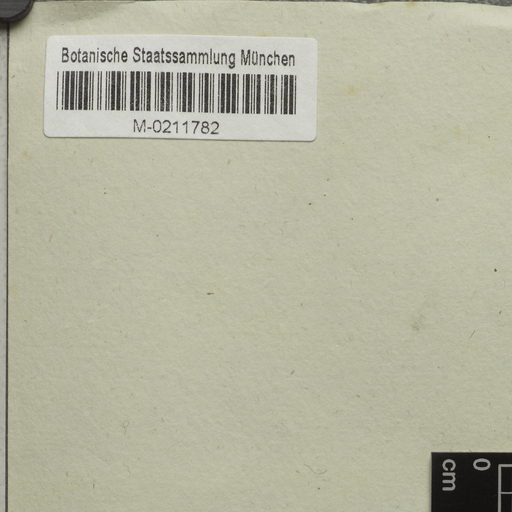 Botanische Staatssammlung München
M-0211782
0
cm